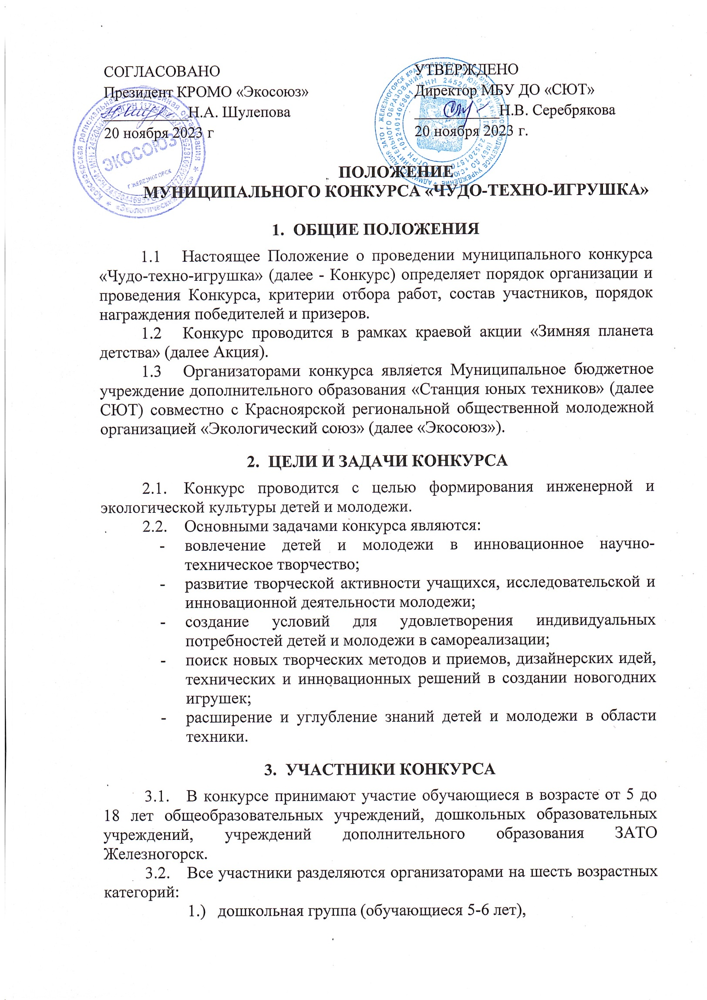 СОГЛАСОВАНО
Президент КРОМО «Экосоюз»
Н.А. Шулепова
20 ноября 2023 г
УТВЕРЖДЕНО
Директор МБУ ДО «СЮТ»
Н.В. Серебрякова
20 ноября 2023 г.
ЭКОСОЮЗ
Г ЖЕЛЕЗНОГОРСК
ПОЛОЖЕНИЕ
МУНИЦИПАЛЬНОГО КОНКУРСА «ЧУДО-ТЕХНО-ИГРУШКА»
1. ОБЩИЕ ПОЛОЖЕНИЯ
1.1 Настоящее Положение о проведении муниципального конкурса
«Чудо-техно-игрушка» (далее - Конкурс) определяет порядок организации и
проведения Конкурса, критерии отбора работ, состав участников, порядок
награждения победителей и призеров.
1.2 Конкурс проводится в рамках краевой акции «Зимняя планета
детства» (далее Акция).
1.3 Организаторами конкурса является Муниципальное бюджетное
учреждение дополнительного образования «Станция юных техников» (далее
СЮТ) совместно с Красноярской региональной общественной молодежной
организацией «Экологический союз» (далее «Экосоюз»).
2. ЦЕЛИ И ЗАДАЧИ КОНКУРСА
2.1. Конкурс проводится с целью формирования инженерной и
экологической культуры детей и молодежи.
2.2. Основными задачами конкурса являются:
- вовлечение детей и молодежи в инновационное научно-
техническое творчество;
- развитие творческой активности учащихся, исследовательской и
инновационной деятельности молодежи;
- создание условий для удовлетворения индивидуальных
потребностей детей и молодежи в самореализации;
- поиск новых творческих методов и приемов, дизайнерских идей,
технических и инновационных решений в создании новогодних
игрушек;
- расширение и углубление знаний детей и молодежи в области
техники.
3. УЧАСТНИКИ КОНКУРСА
3.1. В конкурсе принимают участие обучающиеся в возрасте от 5 до
18 лет общеобразовательных учреждений, дошкольных образовательных
учреждений, учреждений дополнительного образования ЗАТО
Железногорск.
3.2. Все участники разделяются организаторами на шесть возрастных
категорий:
1.) дошкольная группа (обучающиеся 5-6 лет),